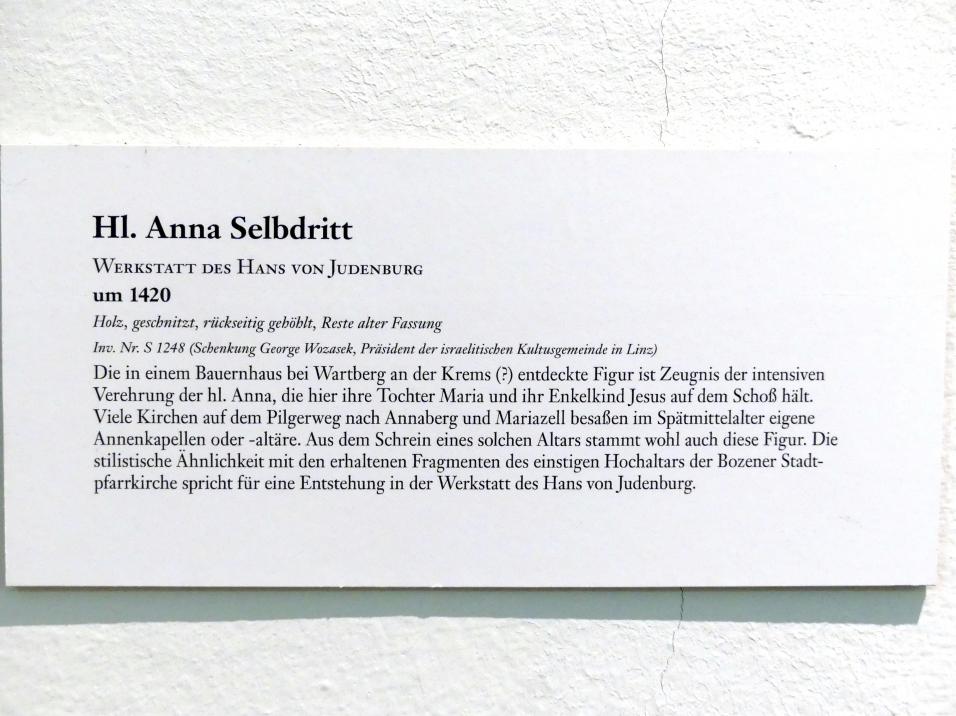 Hl. Anna Selbdritt
Werkstatt des Hans von Judenburg
um 1420
Holz, geschnitzt, rückseitig gehöhlt, Reste alter Fassung
Inv. Nr. S 1248 (Schenkung George Wozasek, Präsident der israelitischen Kultusgemeinde in Linz)
Die in einem Bauernhaus bei Wartberg an der Krems (?) entdeckte Figur ist Zeugnis der intensiven
Verehrung der hl. Anna, die hier ihre Tochter Maria und ihr Enkelkind Jesus auf dem Schoß hält.
Viele Kirchen auf dem Pilgerweg nach Annaberg und Mariazell besaßen im Spätmittelalter eigene
Annenkapellen oder -altäre. Aus dem Schrein eines solchen Altars stammt wohl auch diese Figur. Die
stilistische Ähnlichkeit mit den erhaltenen Fragmenten des einstigen Hochaltars der Bozener Stadt-
pfarrkirche spricht für eine Entstehung in der Werkstatt des Hans von Judenburg.